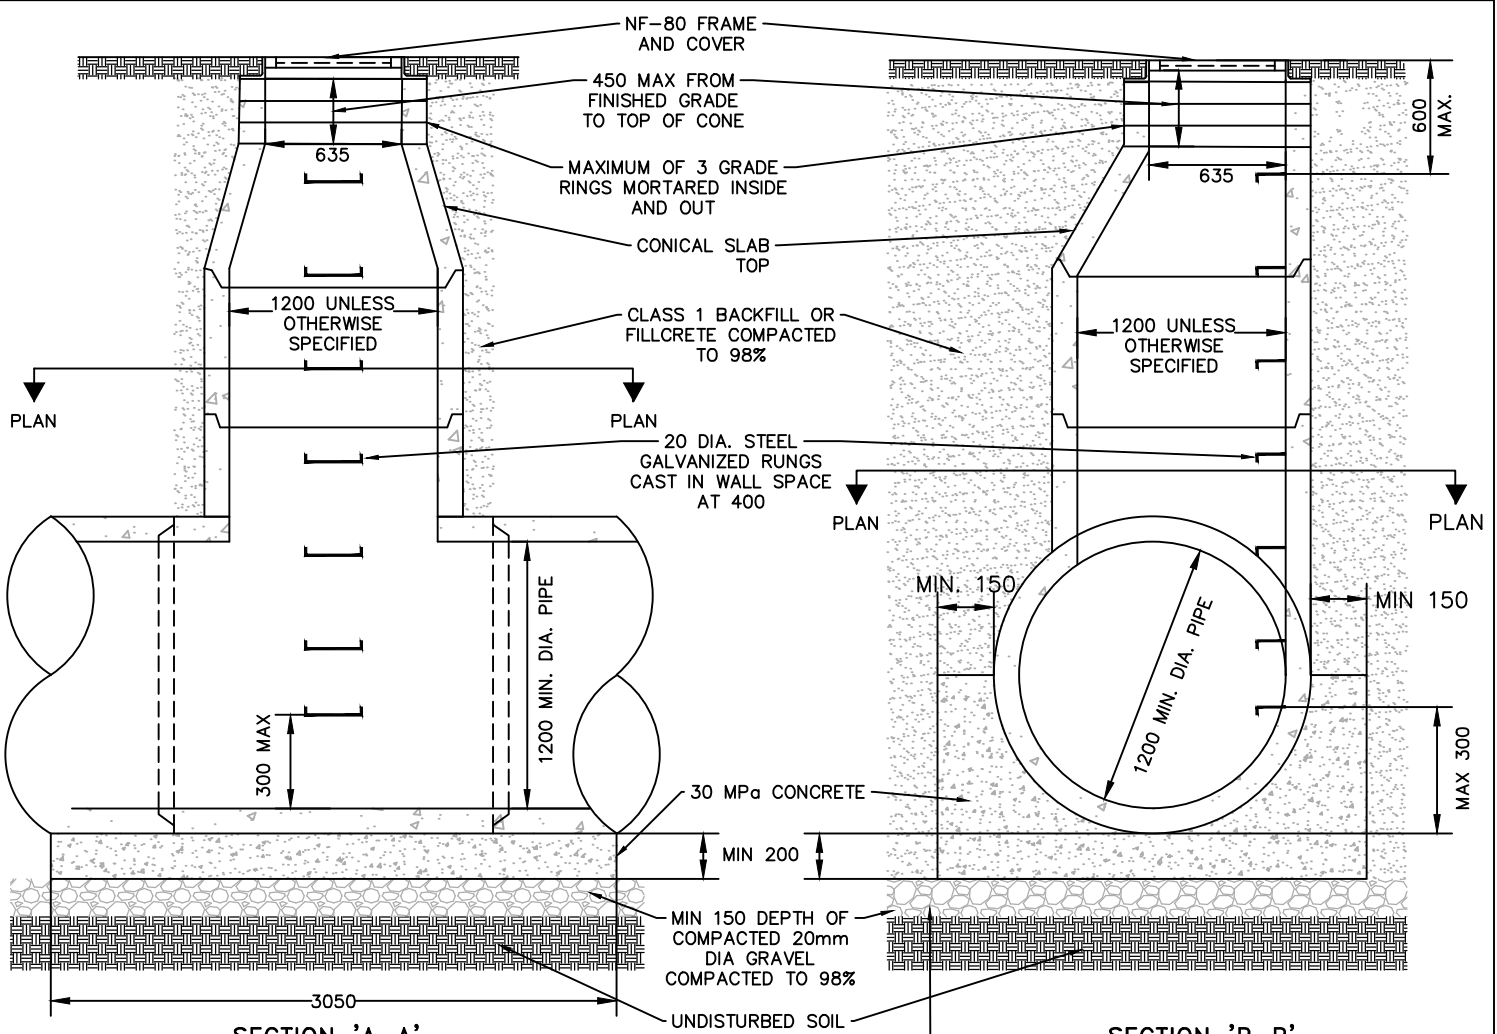 NF-80 FRAME
AND COVER
450 MAX FROM
FINISHED GRADE
TO TOP OF CONE
600
MAX.
635
635
MAXIMUM OF 3 GRADE
RINGS MORTARED INSIDE
AND OUT
CONICAL SLAB
TOP
1200 UNLESS
OTHERWISE
SPECIFIED
CLASS 1 BACKFILL OR
FILLCRETE COMPACTED
TO 98%
1200 UNLESS
OTHERWISE
SPECIFIED
PLAN
PLAN
20 DIA. STEEL
GALVANIZED RUNGS
CAST IN WALL SPACE
AT 400
PLAN
PLAN
MIN. 150
MIN 150
1200 MIN. DIA. PIPE
1200 MIN. DIA. PIPE
300 MAX
MAX 300
30 MPa CONCRETE
MIN 200
MIN 150 DEPTH OF
COMPACTED 20mm
DIA GRAVEL
COMPACTED TO 98%
3050
UNDISTURBED SOIL
SECTION 'A-A'
SECTION 'B-B'